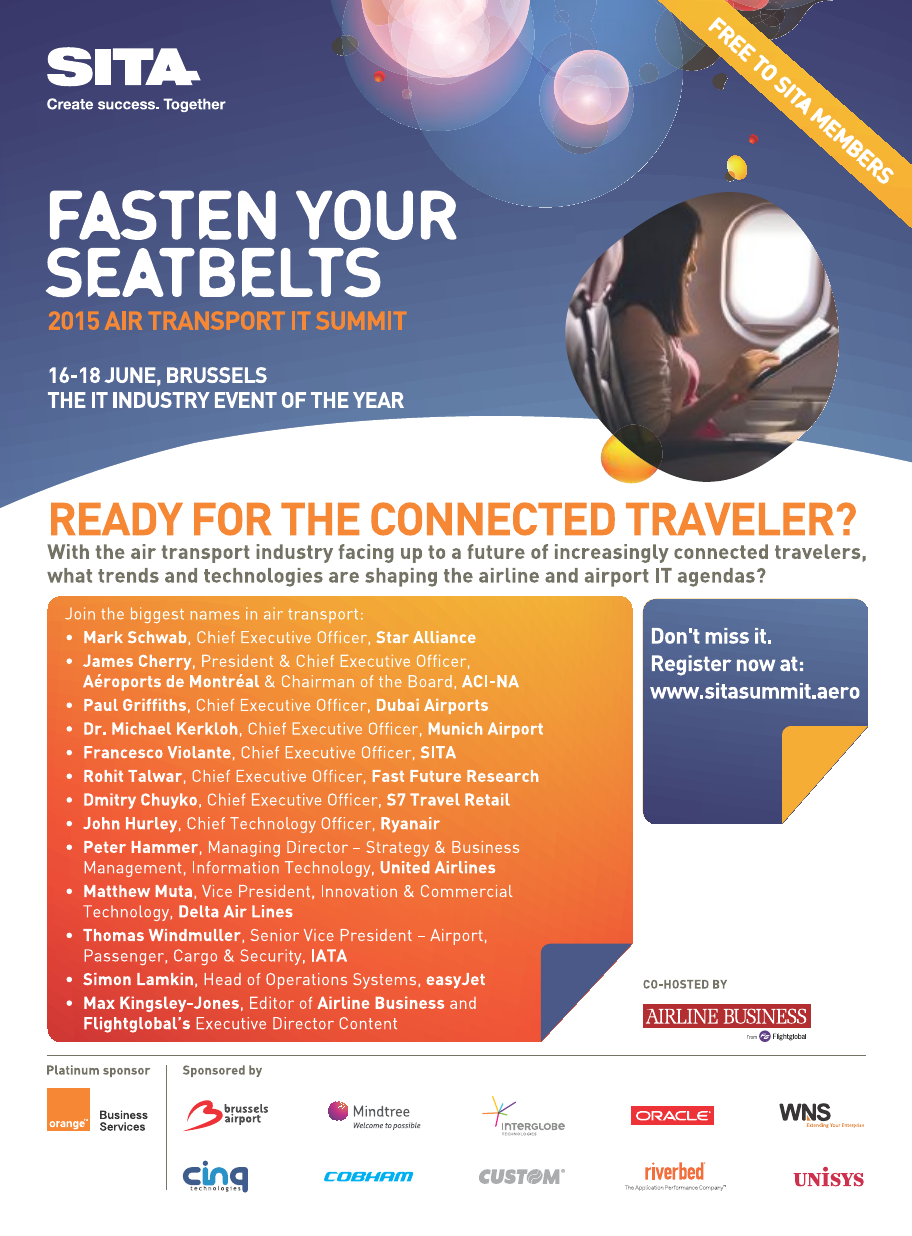 SITA
Create success. Together
FREE TO SITA MEMBERS
FASTEN YOUR
SEATBELTS
2015 AIR TRANSPORT IT SUMMIT
16-18 JUNE, BRUSSELS
THE IT INDUSTRY EVENT OF THE YEAR
READY FOR THE CONNECTED TRAVELER?
With the air transport industry facing up to a future of increasingly connected travelers,
what trends and technologies are shaping the airline and airport IT agendas?
Join the biggest names in air transport:
• Mark Schwab, Chief Executive Officer, Star Alliance
• James Cherry, President & Chief Executive Officer,
Aéroports de Montréal & Chairman of the Board, ACI-NA
• Paul Griffiths, Chief Executive Officer, Dubai Airports
• Dr. Michael Kerkloh, Chief Executive Officer, Munich Airport
• Francesco Violante, Chief Executive Officer, SITA
• Rohit Talwar, Chief Executive Officer, Fast Future Research
• Dmitry Chuyko, Chief Executive Officer, S7 Travel Retail
• John Hurley, Chief Technology Officer, Ryanair
• Peter Hammer, Managing Director – Strategy & Business
Management, Information Technology, United Airlines
• Matthew Muta, Vice President, Innovation & Commercial
Technology, Delta Air Lines
• Thomas Windmuller, Senior Vice President – Airport,
Passenger, Cargo & Security, IATA
• Simon Lamkin, Head of Operations Systems, easyJet
• Max Kingsley-Jones, Editor of Airline Business and
Flightglobal's Executive Director Content
Don't miss it.
Register now at:
www.sitasummit.aero
CO-HOSTED BY
AIRLINE BUSINESS
From Flightglobal
Platinum sponsor
orange™
Business
Services
Sponsored by
brussels
airport
Mindtree
Welcome to possible
INTERGLOBE
TECHNOLOGIES
ORACLE®
WNS
Extending Your Enterprise
cinq
technologies
COBHAM
CUSTOM®
riverbed®
The Application Performance Company™
UNISYS